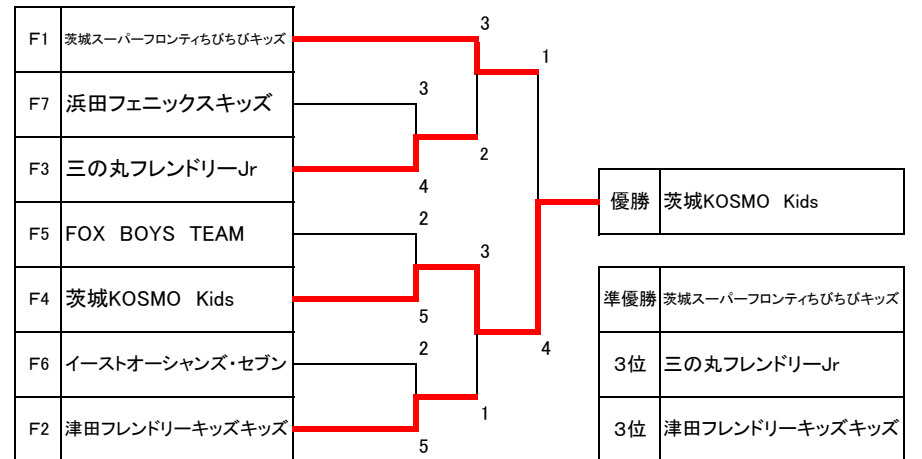 F1 茨城スーパーフロンティちびちびキッズ
F7 浜田フェニックスキッズ
F3 三の丸フレンドリーJr
F5 FOX BOYS TEAM
F4 茨城KOSMO Kids
F6 イーストオーシャンズ・セブン
F2 津田フレンドリーキッズキッズ
3
1
3
2
4
2
3
5
4
2
1
5
優勝 茨城KOSMO Kids
準優勝 茨城スーパーフロンティちびちびキッズ
3位 三の丸フレンドリーJr
3位 津田フレンドリーキッズキッズ